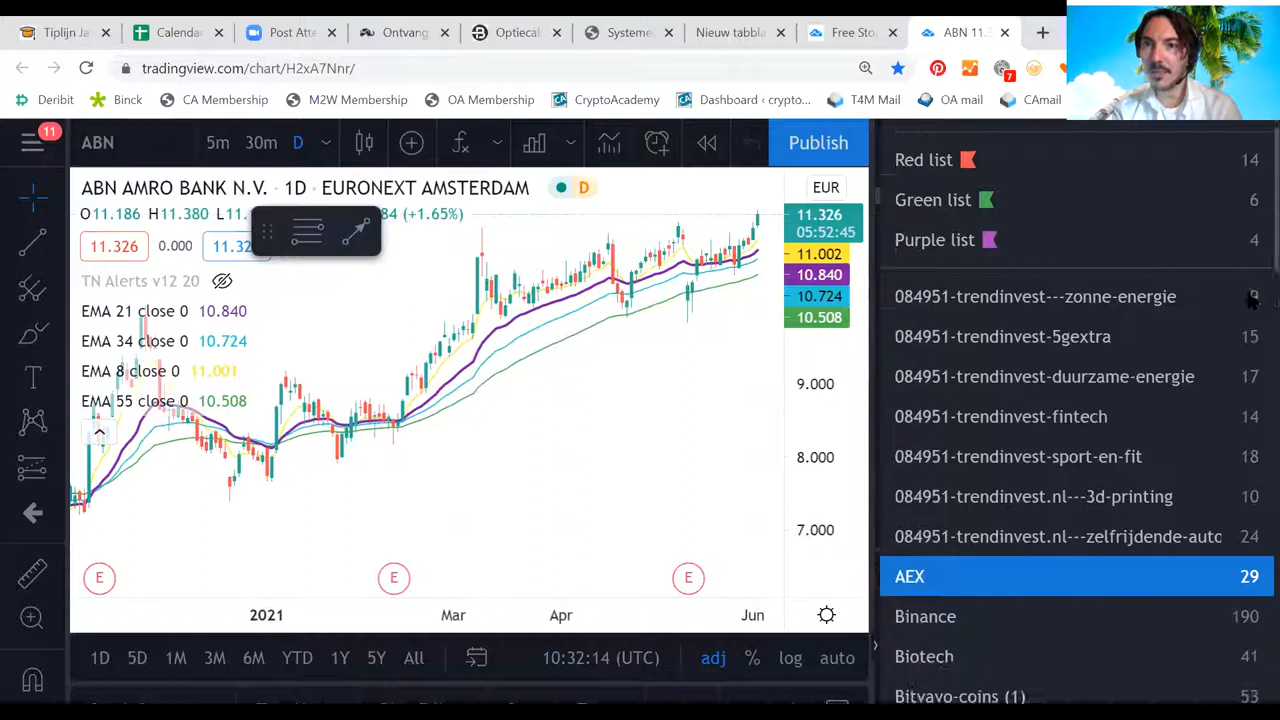 Tiplijn Ja
Calenda
Post Atte
Ontvang
Optiecal
Systeme
Nieuw tabbla
Free Sto
ABN 11.
tradingview.com/chart/H2xA7Nnr/
7
Deribit
Binck
CA Membership
M2W Membership
OA Membership
CryptoAcademy
Dashboard ‹ crypto...
T4M Mail
OA mail
CAmail
11
ABN
5m
30m
D
Publish
ABN AMRO BANK N.V. · 1D · EURONEXT AMSTERDAM
D
EUR
O11.186 H11.380 L11. 84 (+1.65%)
11.326
0.000
11.32
TN Alerts v12 20
EMA 21 close 0 10.840
EMA 34 close 0 10.724
EMA 8 close 0 11.001
EMA 55 close 0 10.508
11.326
05:52:45
11.002
10.840
10.724
10.508
9.000
8.000
7.000
E
E
E
2021
Mar
Apr
Jun
1D
5D
1M
3M
6M
YTD
1Y
5Y
All
10:32:14 (UTC)
adj
%
log
auto
Red list 14
Green list 6
Purple list 4
084951-trendinvest---zonne-energie
084951-trendinvest-5gextra 15
084951-trendinvest-duurzame-energie 17
084951-trendinvest-fintech 14
084951-trendinvest-sport-en-fit 18
084951-trendinvest.nl---3d-printing 10
084951-trendinvest.nl---zelfrijdende-auto 24
AEX 29
Binance 190
Biotech 41
Bitvavo-coins (1) 53